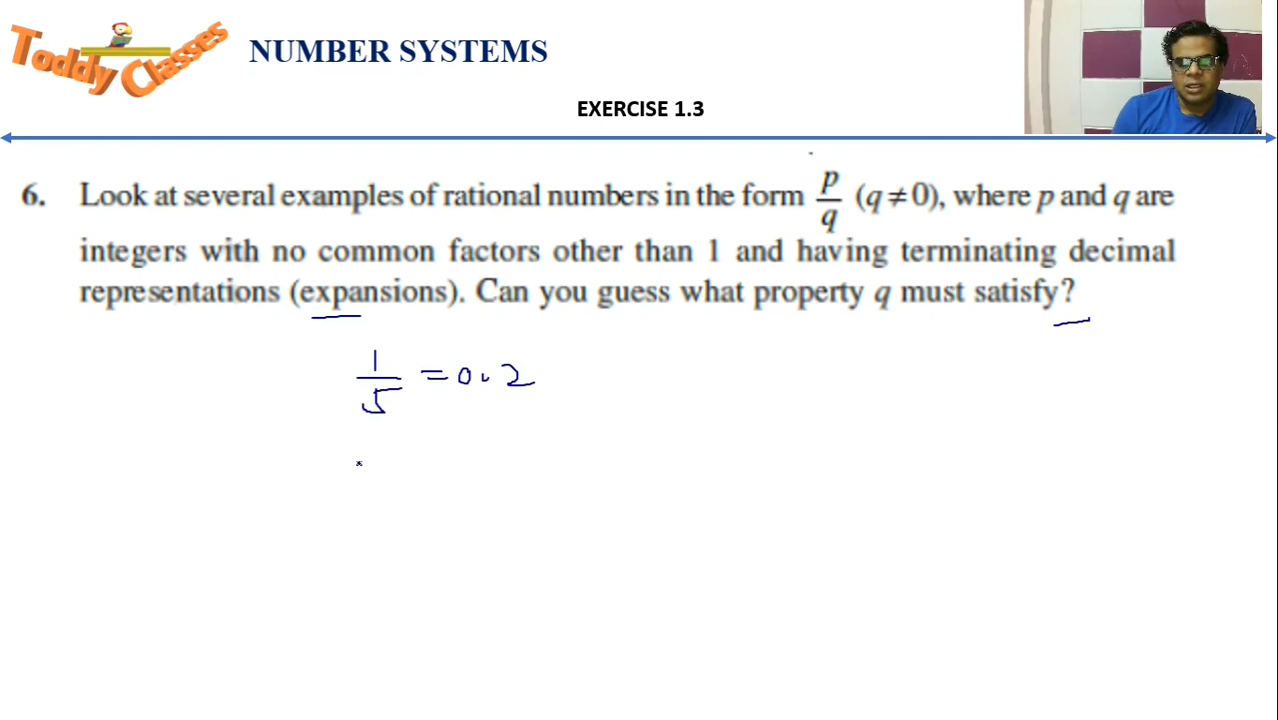 Toddy Classes
NUMBER SYSTEMS
EXERCISE 1.3
6. Look at several examples of rational numbers in the form p/q (q ≠ 0), where p and q are
integers with no common factors other than 1 and having terminating decimal
representations (expansions). Can you guess what property q must satisfy?
1/5 = 0.2